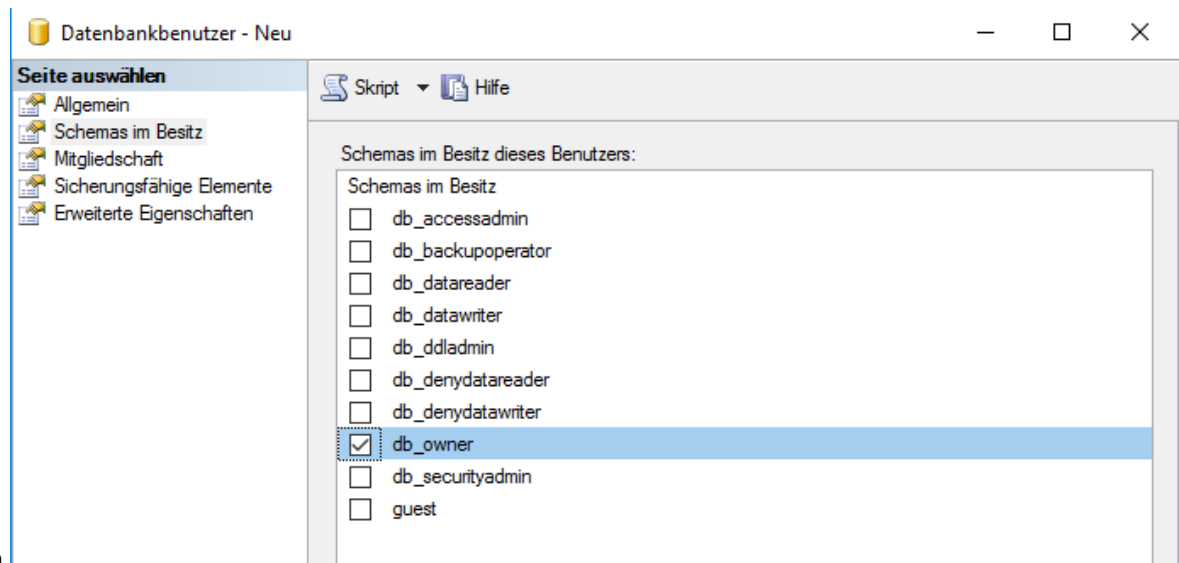 Datenbankbenutzer - Neu
Seite auswählen
Allgemein
Schemas im Besitz
Mitgliedschaft
Sicherungsfähige Elemente
Erweiterte Eigenschaften
Skript
Hilfe
Schemas im Besitz dieses Benutzers:
Schemas im Besitz
db_accessadmin
db_backupoperator
db_datareader
db_datawriter
db_ddladmin
db_denydatareader
db_denydatawriter
db_owner
db_securityadmin
guest